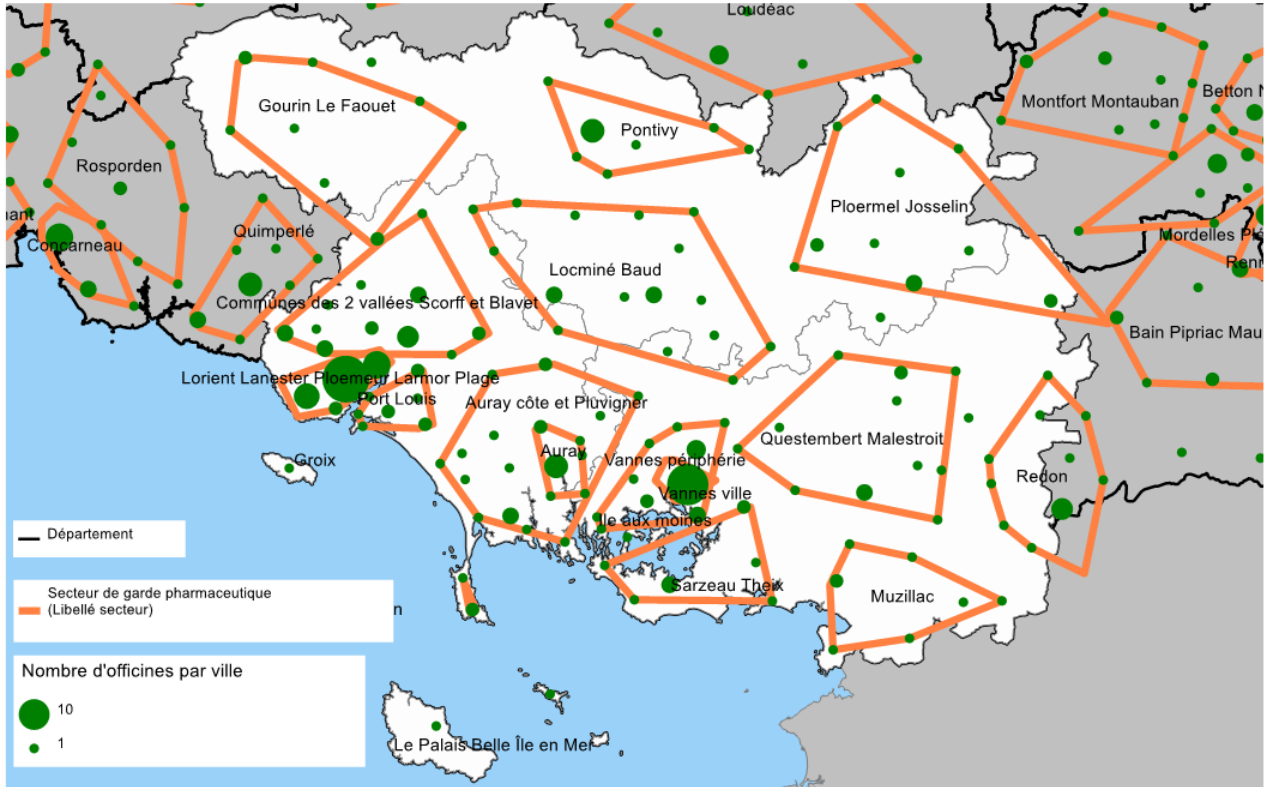 Loudéac
Betton
Montfort Montauban
Gourin Le Faouet
Pontivy
Rosporden
Ploermel Josselin
Quimperlé
Concarneau
Mordelles
Locminé Baud
Communes des 2 vallées Scorff et Blavet
Bain Pipriac
Lorient Lanester Ploemeur Larmor Plage
Port Louis
Auray côte et Pluvigner
Questembert Malestroit
Auray
Vannes périphérie
Groix
Redon
Vannes ville
Ile aux moines
Département
Sarzeau Theix
Secteur de garde pharmaceutique
(Libellé secteur)
Muzillac
Nombre d'officines par ville
10
1
Le Palais Belle Île en Mer